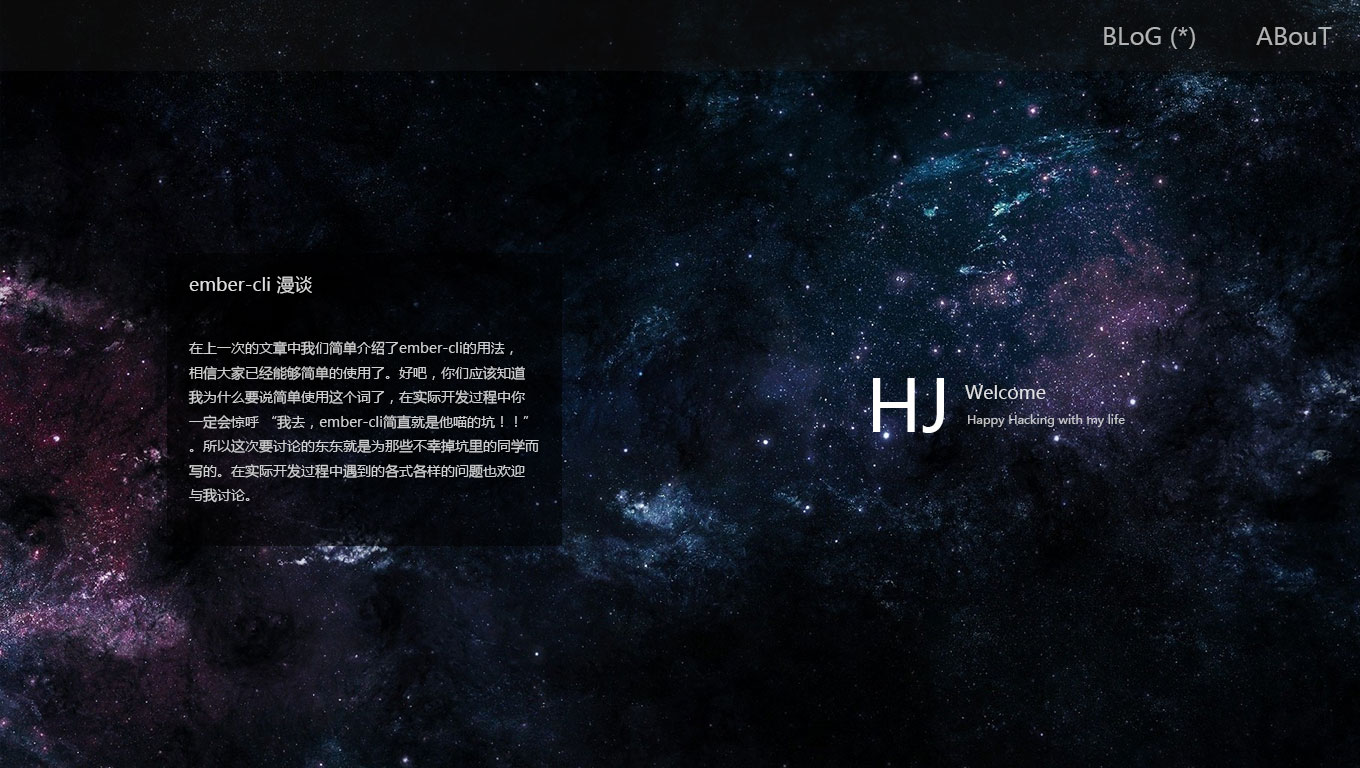 BLoG (*) ABouT
ember-cli 漫谈
在上一次的文章中我们简单介绍了ember-cli的用法，
相信大家已经能够简单的使用了。好吧，你们应该知道
我为什么要说简单使用这个词了，在实际开发过程中你
一定会惊呼 “我去，ember-cli简直就是他喵的坑！！”
。所以这次要讨论的东东就是为那些不幸掉坑里的同学而
写的。在实际开发过程中遇到的各式各样的问题也欢迎
与我讨论。
HJ
Welcome
Happy Hacking with my life